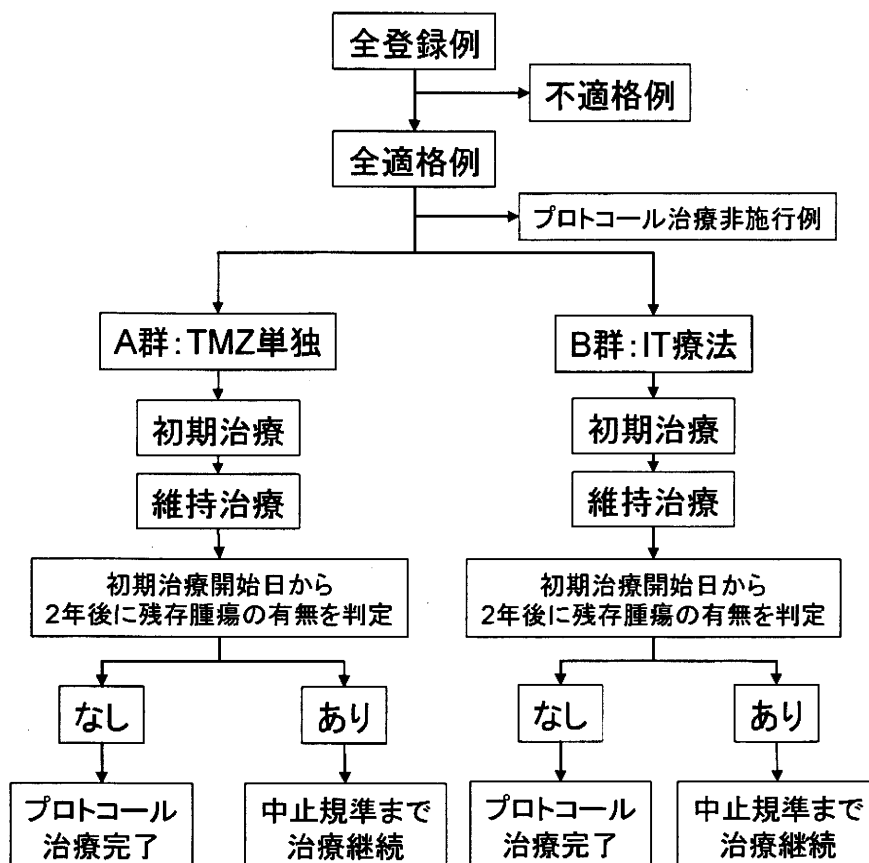 全登録例
不適格例
全適格例
プロトコール治療非施行例
A群：TMZ単独
B群：IT療法
初期治療
初期治療
維持治療
維持治療
初期治療開始日から
2年後に残存腫瘍の有無を判定
初期治療開始日から
2年後に残存腫瘍の有無を判定
なし
あり
なし
あり
プロトコール
治療完了
中止規準まで
治療継続
プロトコール
治療完了
中止規準まで
治療継続